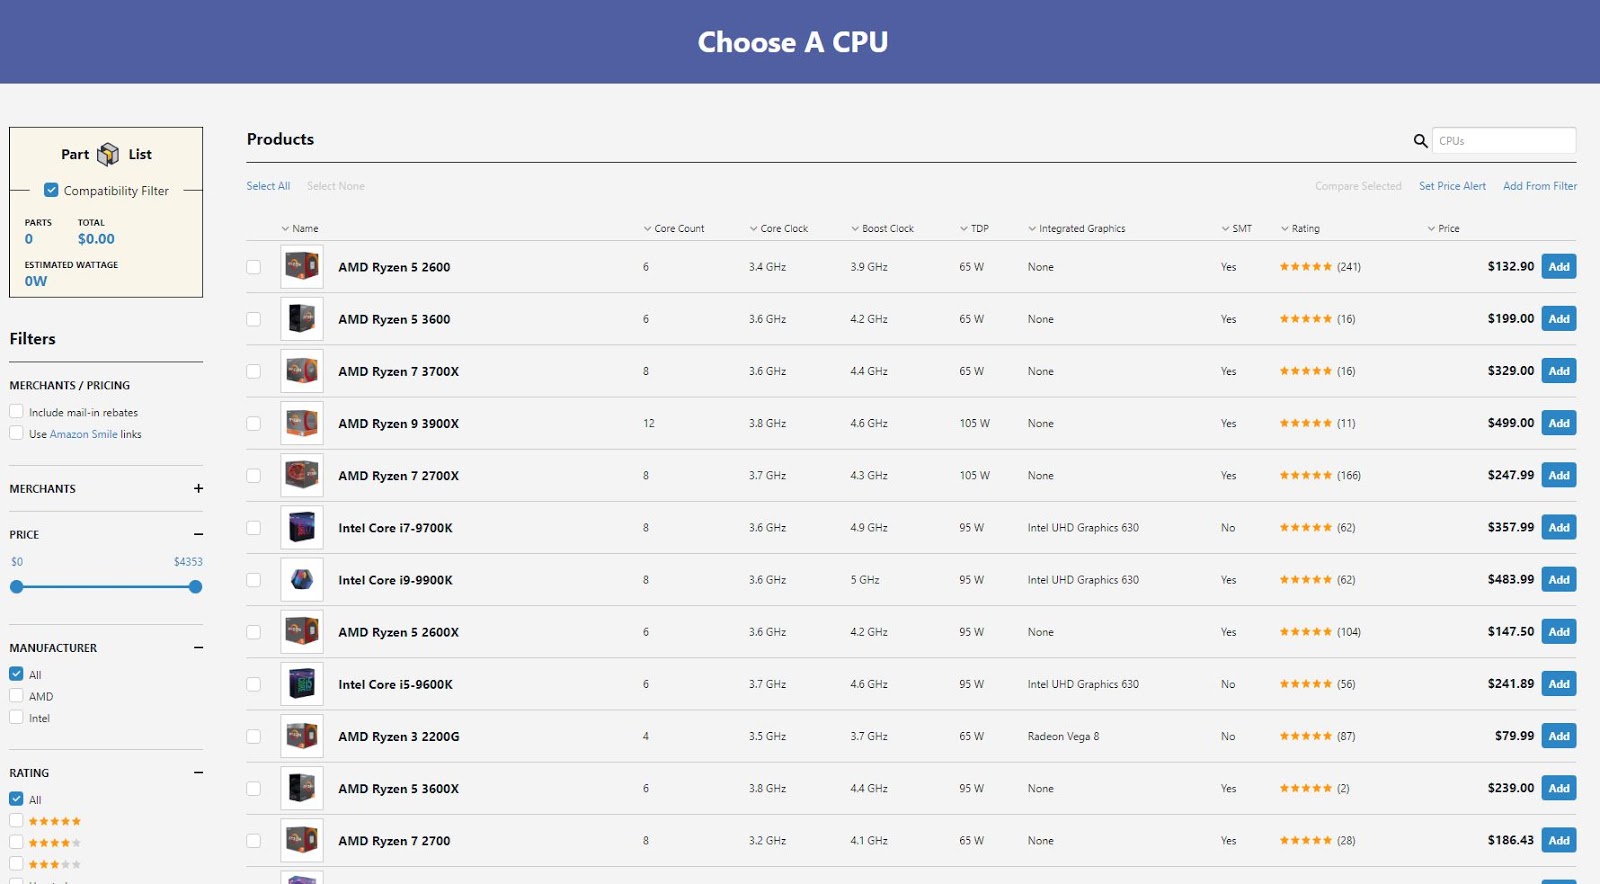 Choose A CPU
Part List
Compatibility Filter
PARTS TOTAL
0 $0.00
ESTIMATED WATTAGE
0W
Filters
MERCHANTS / PRICING
Include mail-in rebates
Use Amazon Smile links
MERCHANTS
PRICE
$0 $4353
MANUFACTURER
All
AMD
Intel
RATING
All
Products
CPUs
Select All Select None Compare Selected Set Price Alert Add From Filter
Name Core Count Core Clock Boost Clock TDP Integrated Graphics SMT Rating Price
AMD Ryzen 5 2600 6 3.4 GHz 3.9 GHz 65 W None Yes (241) $132.90 Add
AMD Ryzen 5 3600 6 3.6 GHz 4.2 GHz 65 W None Yes (16) $199.00 Add
AMD Ryzen 7 3700X 8 3.6 GHz 4.4 GHz 65 W None Yes (16) $329.00 Add
AMD Ryzen 9 3900X 12 3.8 GHz 4.6 GHz 105 W None Yes (11) $499.00 Add
AMD Ryzen 7 2700X 8 3.7 GHz 4.3 GHz 105 W None Yes (166) $247.99 Add
Intel Core i7-9700K 8 3.6 GHz 4.9 GHz 95 W Intel UHD Graphics 630 No (62) $357.99 Add
Intel Core i9-9900K 8 3.6 GHz 5 GHz 95 W Intel UHD Graphics 630 Yes (62) $483.99 Add
AMD Ryzen 5 2600X 6 3.6 GHz 4.2 GHz 95 W None Yes (104) $147.50 Add
Intel Core i5-9600K 6 3.7 GHz 4.6 GHz 95 W Intel UHD Graphics 630 No (56) $241.89 Add
AMD Ryzen 3 2200G 4 3.5 GHz 3.7 GHz 65 W Radeon Vega 8 No (87) $79.99 Add
AMD Ryzen 5 3600X 6 3.8 GHz 4.4 GHz 95 W None Yes (2) $239.00 Add
AMD Ryzen 7 2700 8 3.2 GHz 4.1 GHz 65 W None Yes (28) $186.43 Add